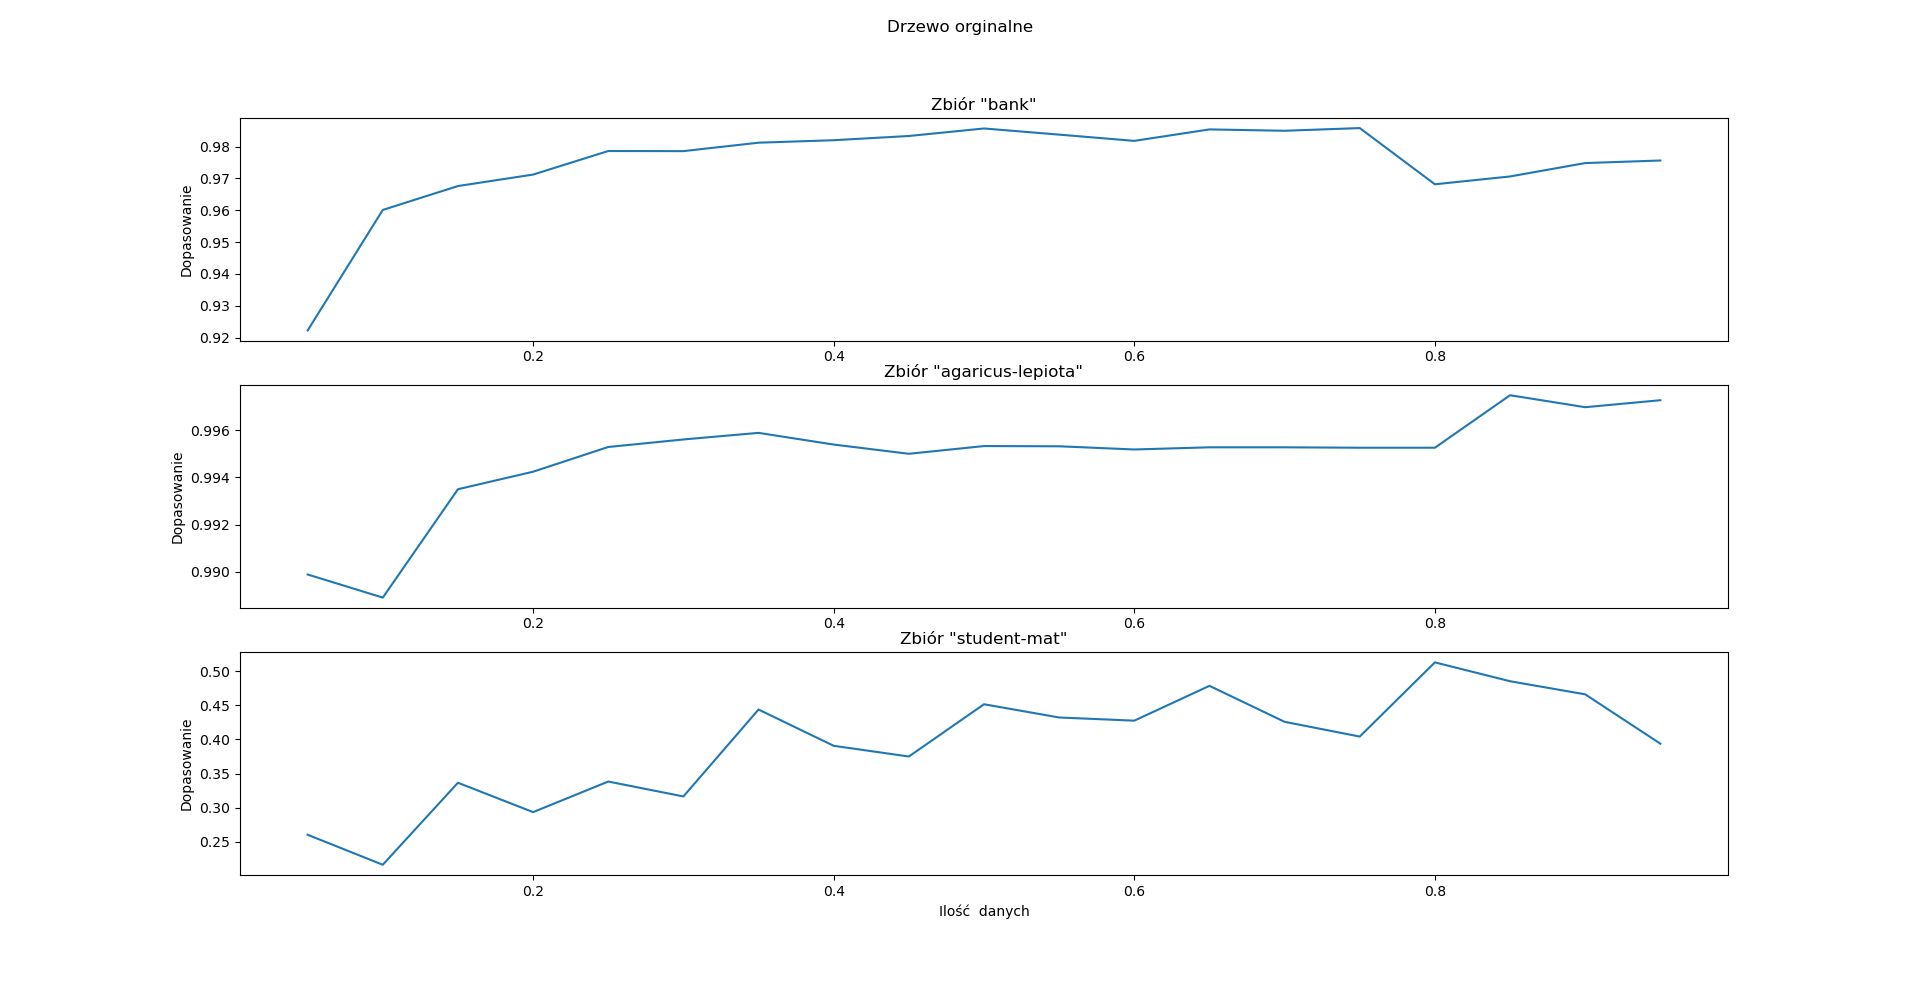 Drzewo orginalne
Zbiór "bank"
Dopasowanie
0.98
0.97
0.96
0.95
0.94
0.93
0.92
0.2 0.4 0.6 0.8
Zbiór "agaricus-lepiota"
Dopasowanie
0.996
0.994
0.992
0.990
0.2 0.4 0.6 0.8
Zbiór "student-mat"
Dopasowanie
0.50
0.45
0.40
0.35
0.30
0.25
0.2 0.4 0.6 0.8
Ilość danych